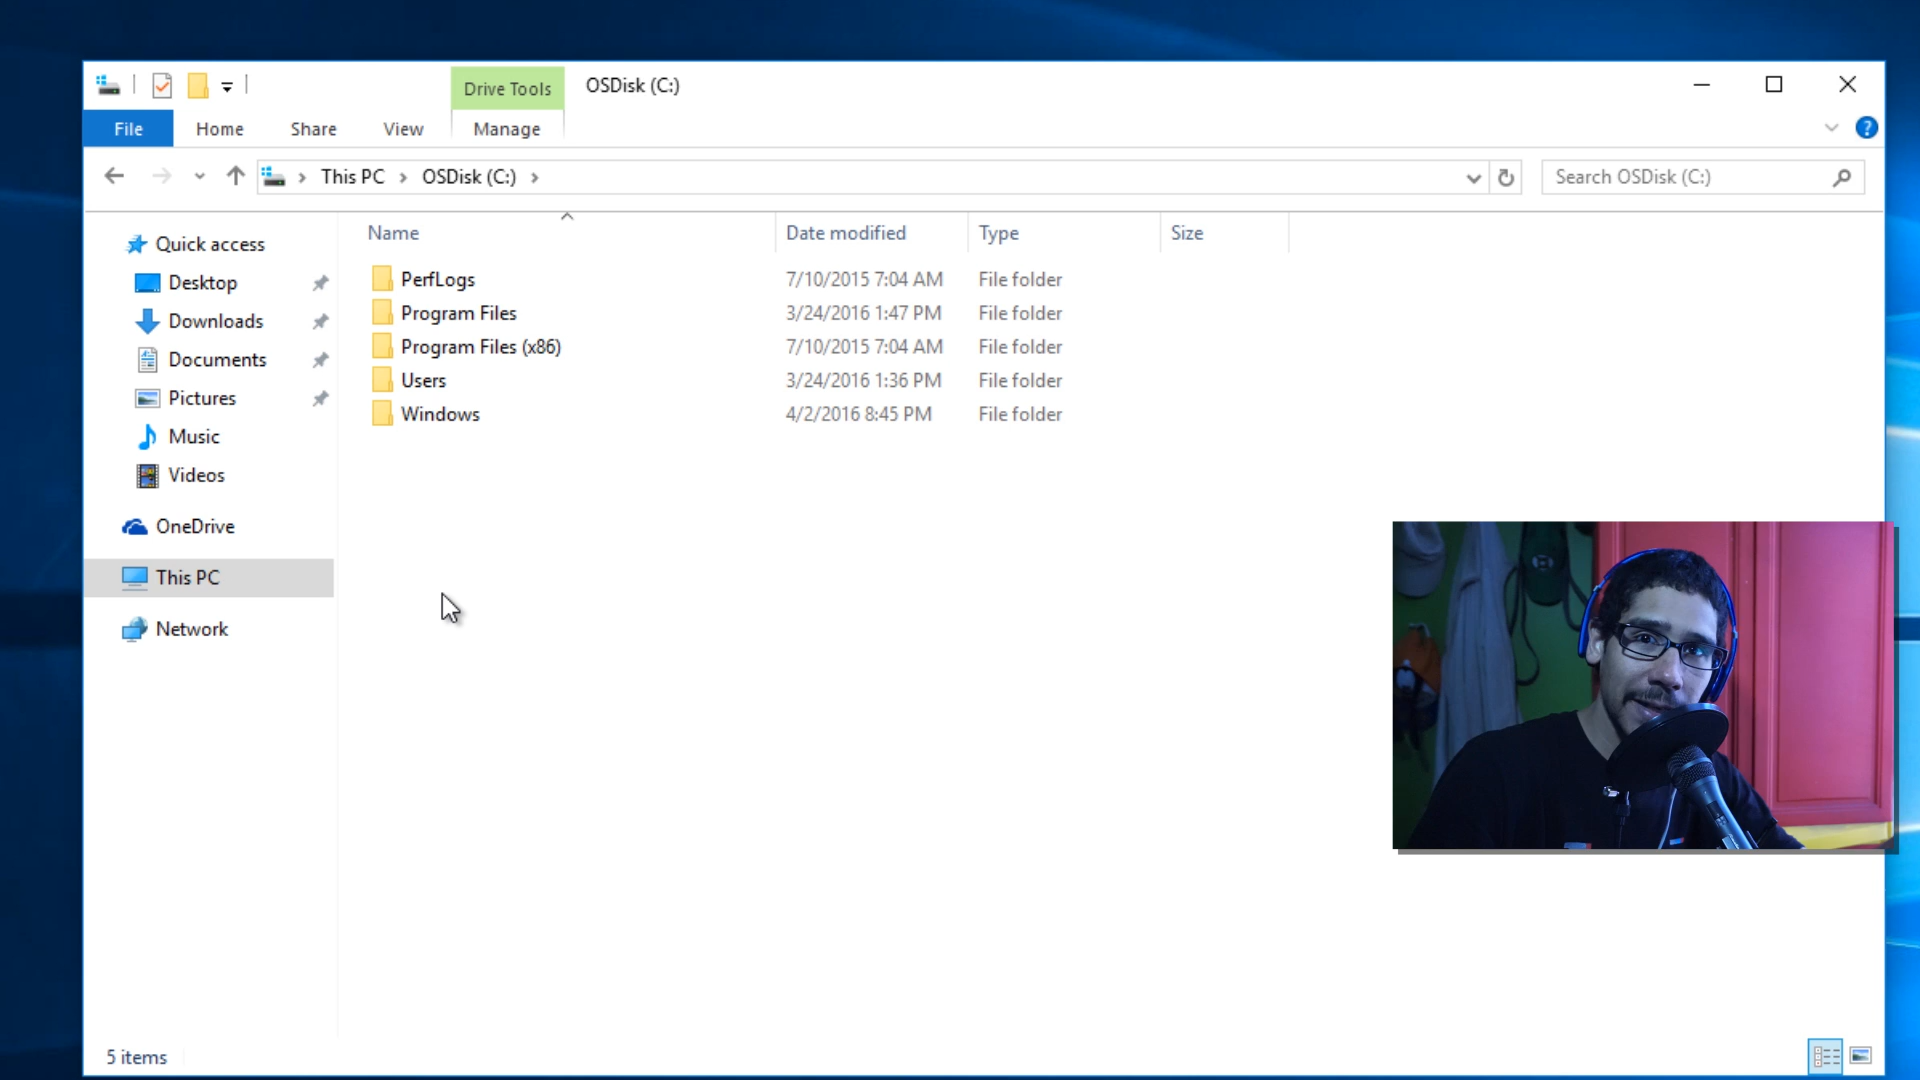 Drive Tools OSDisk (C:)
File Home Share View Manage
This PC OSDisk (C:) Search OSDisk (C:)
Name Date modified Type Size
Quick access
Desktop
Downloads
Documents
Pictures
Music
Videos
OneDrive
This PC
Network
PerfLogs 7/10/2015 7:04 AM File folder
Program Files 3/24/2016 1:47 PM File folder
Program Files (x86) 7/10/2015 7:04 AM File folder
Users 3/24/2016 1:36 PM File folder
Windows 4/2/2016 8:45 PM File folder
5 items